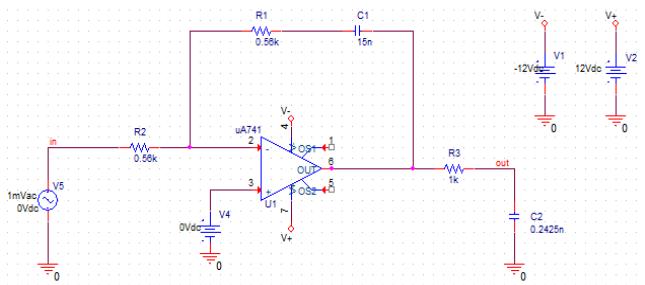 R1
0.56k
C1
15n
V-
V+
V1
-12Vdc
V2
12Vdc
0
0
in
R2
0.56k
V5
1mVac
0Vdc
0
uA741
V-
4
2
-
OS1
1
OUT
6
3
+
OS2
5
U1
7
V+
V4
0Vdc
0
R3
1k
out
C2
0.2425n
0